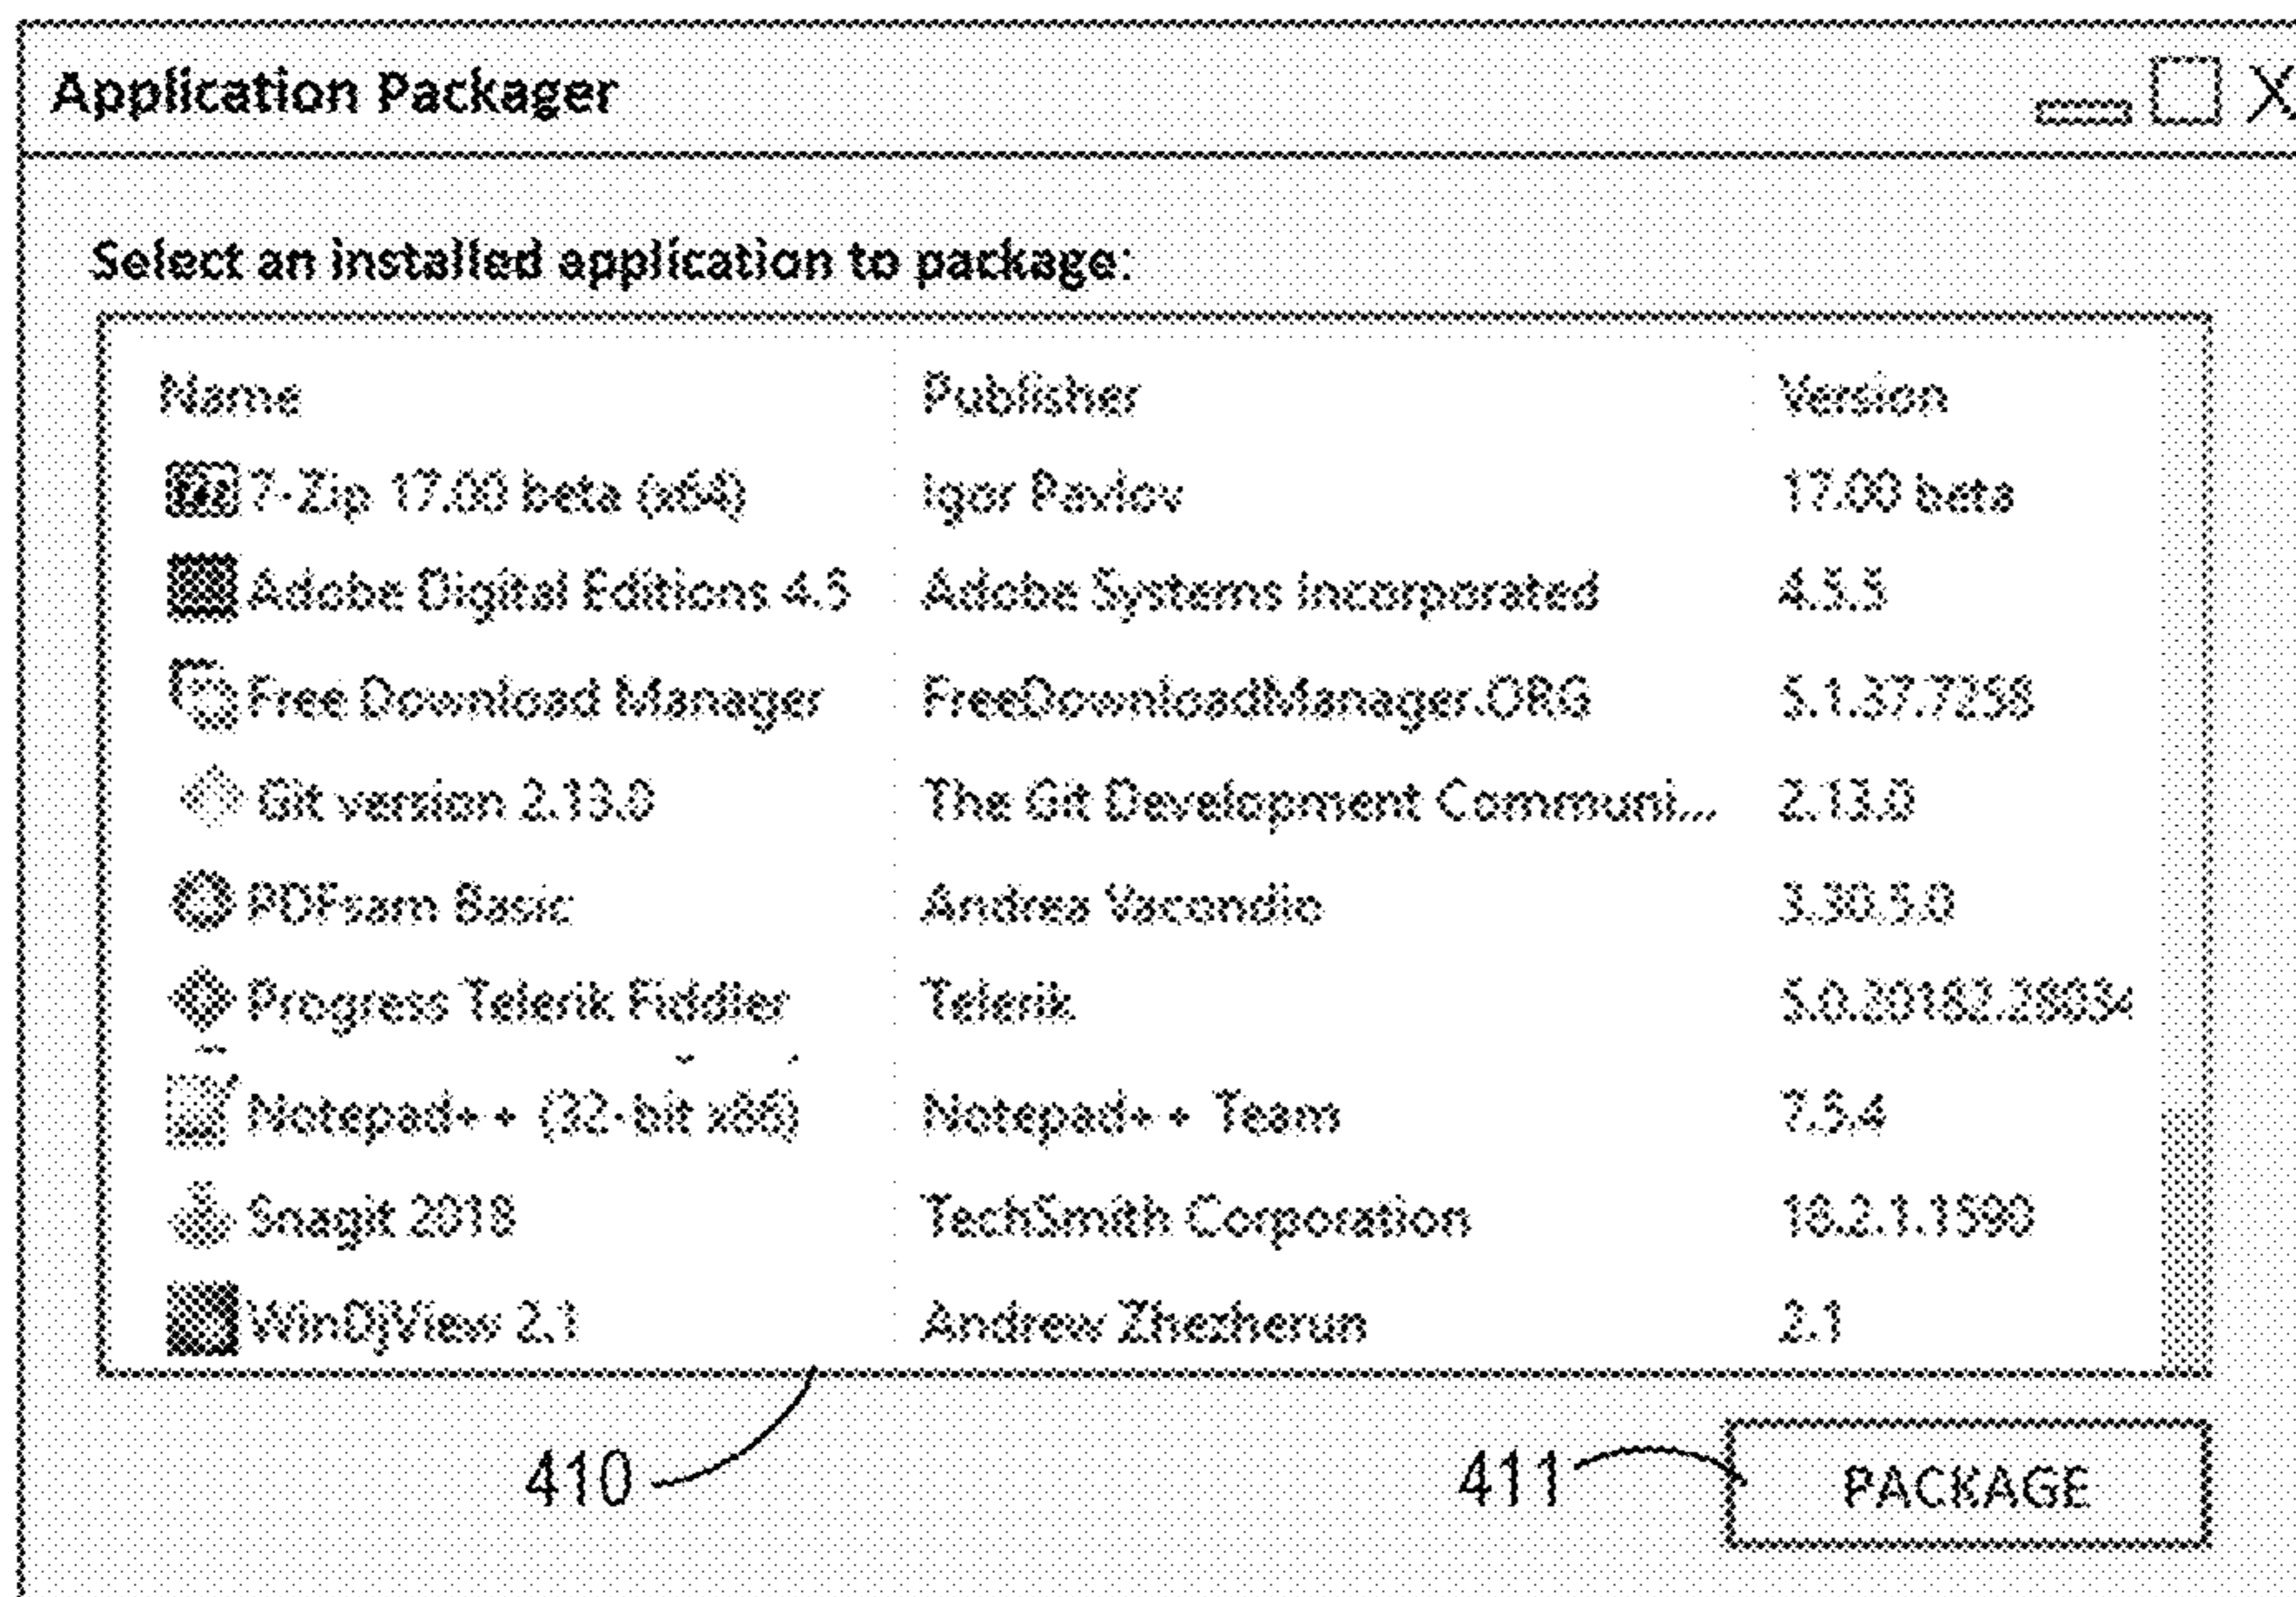 Application Packager
Select an installed application to package:
Name Publisher Version
7-Zip 17.00 beta (x64) Igor Pavlov 17.00 beta
Adobe Digital Editions 4.5 Adobe Systems Incorporated 4.5.5
Free Download Manager FreeDownloadManager.ORG 5.1.37.7258
Git version 2.13.0 The Git Development Communi... 2.13.0
PDFsam Basic Andrea Vacondio 3.30.5.0
Progress Telerik Fiddler Telerik
Notepad++ (32-bit x86) Notepad++ Team 7.5.4
Snagit 2018 TechSmith Corporation 18.2.1.1590
WinDjView 2.1 Andrew Zhezherun 2.1
410 411 PACKAGE